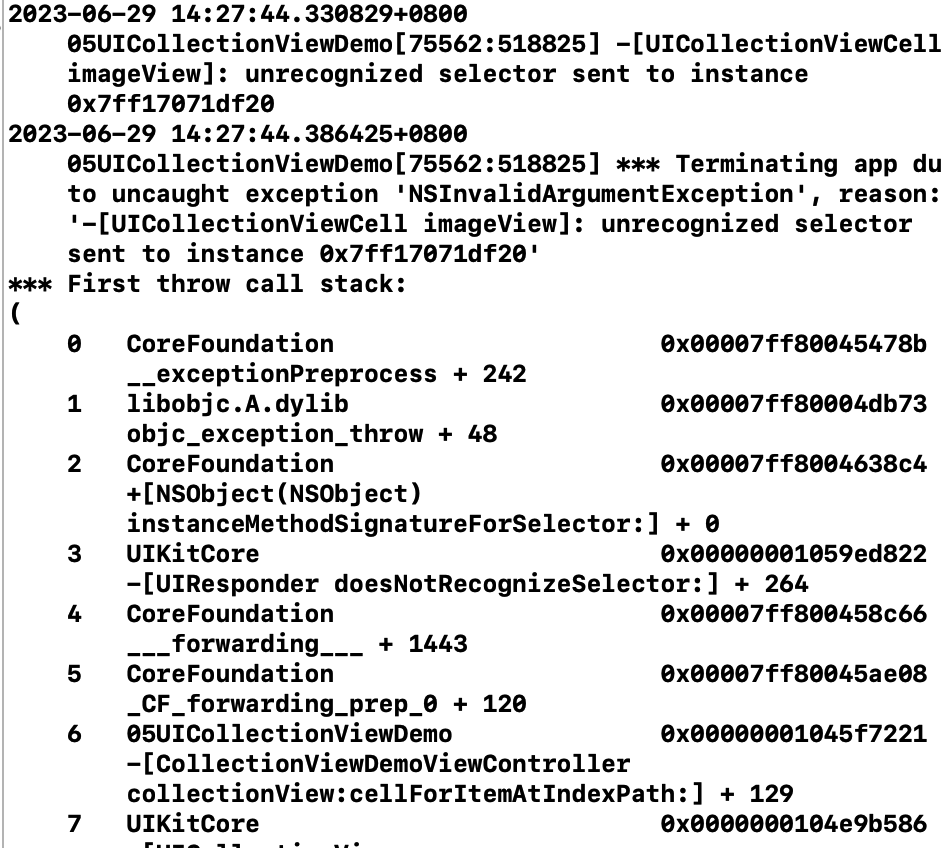 2023-06-29 14:27:44.330829+0800
05UICollectionViewDemo[75562:518825] -[UICollectionViewCell
imageView]: unrecognized selector sent to instance
0x7ff17071df20
2023-06-29 14:27:44.386425+0800
05UICollectionViewDemo[75562:518825] *** Terminating app du
to uncaught exception 'NSInvalidArgumentException', reason:
'-[UICollectionViewCell imageView]: unrecognized selector
sent to instance 0x7ff17071df20'
*** First throw call stack:
(
0 CoreFoundation 0x00007ff80045478b
__exceptionPreprocess + 242
1 libobjc.A.dylib 0x00007ff80004db73
objc_exception_throw + 48
2 CoreFoundation 0x00007ff8004638c4
+[NSObject(NSObject)
instanceMethodSignatureForSelector:] + 0
3 UIKitCore 0x00000001059ed822
-[UIResponder doesNotRecognizeSelector:] + 264
4 CoreFoundation 0x00007ff800458c66
___forwarding___ + 1443
5 CoreFoundation 0x00007ff80045ae08
_CF_forwarding_prep_0 + 120
6 05UICollectionViewDemo 0x00000001045f7221
-[CollectionViewDemoViewController
collectionView:cellForItemAtIndexPath:] + 129
7 UIKitCore 0x0000000104e9b586